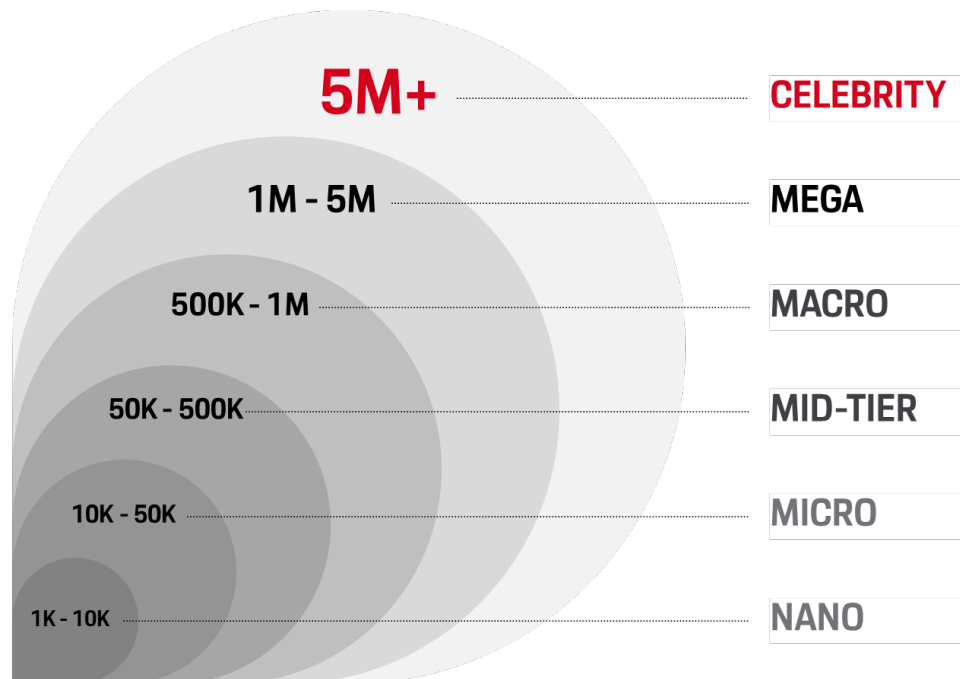 5M+ CELEBRITY
1M - 5M MEGA
500K - 1M MACRO
50K - 500K MID-TIER
10K - 50K MICRO
1K - 10K NANO